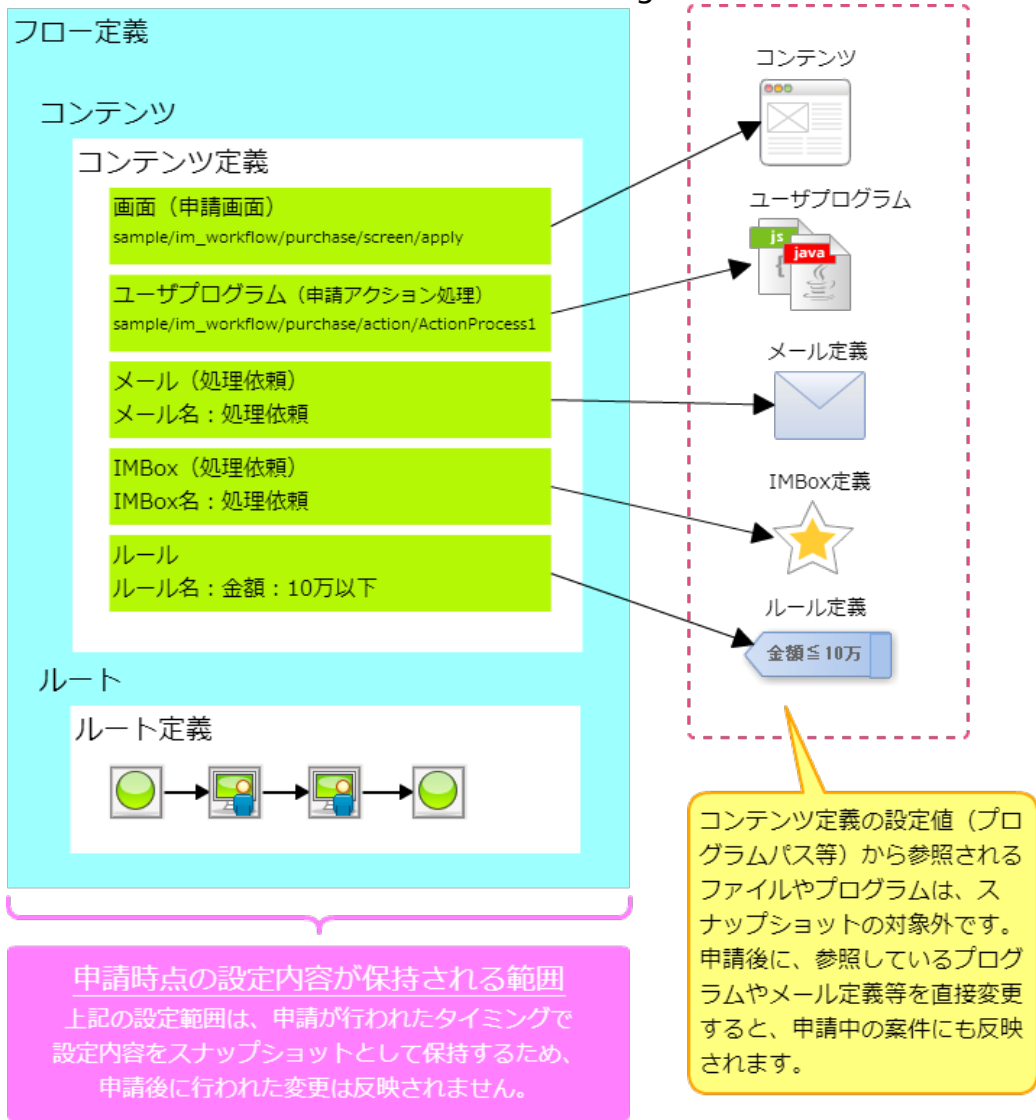 フロー定義
コンテンツ
コンテンツ定義
画面（申請画面）
sample/im_workflow/purchase/screen/apply
ユーザプログラム（申請アクション処理）
sample/im_workflow/purchase/action/ActionProcess1
メール（処理依頼）
メール名：処理依頼
IMBox（処理依頼）
IMBox名：処理依頼
ルール
ルール名：金額：10万以下
ルート
ルート定義
コンテンツ
ユーザプログラム
js
{
java
メール定義
IMBox定義
ルール定義
金額≦10万
コンテンツ定義の設定値（プロ
グラムパス等）から参照される
ファイルやプログラムは、ス
ナップショットの対象外です。
申請後に、参照しているプログ
ラムやメール定義等を直接変更
すると、申請中の案件にも反映
されます。
申請時点の設定内容が保持される範囲
上記の設定範囲は、申請が行われたタイミングで
設定内容をスナップショットとして保持するため、
申請後に行われた変更は反映されません。